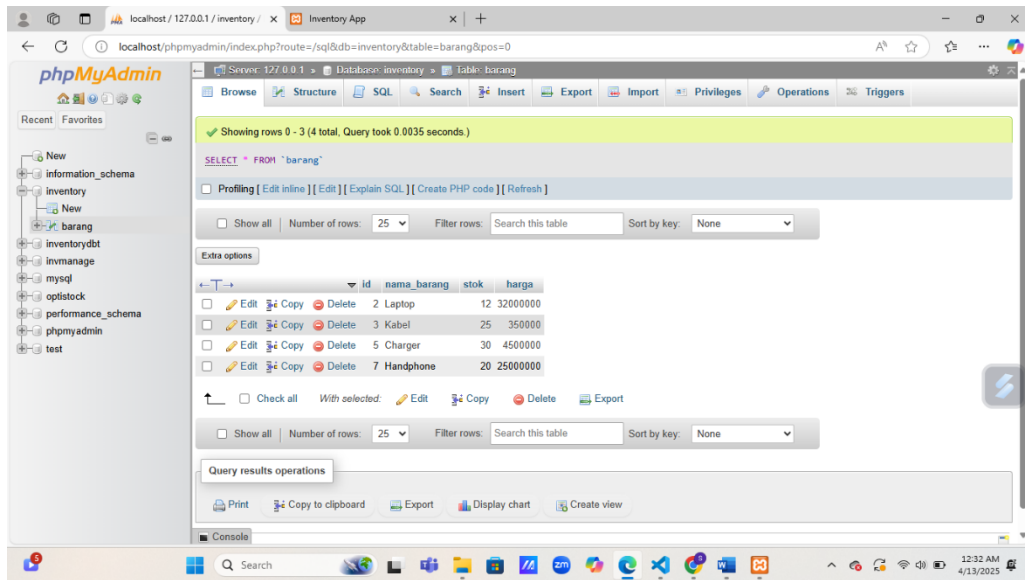 localhost / 127.0.0.1 / inventory /
Inventory App
localhost/phpmyadmin/index.php?route=/sql&db=inventory&table=barang&pos=0
phpMyAdmin
Recent Favorites
New
information_schema
inventory
New
barang
inventorydbt
invmanage
mysql
optistock
performance_schema
phpmyadmin
test
Server: 127.0.0.1 » Database: inventory » Table: barang
Browse Structure SQL Search Insert Export Import Privileges Operations Triggers
Showing rows 0 - 3 (4 total, Query took 0.0035 seconds.)
SELECT * FROM `barang`
Profiling [ Edit inline ] [ Edit ] [ Explain SQL ] [ Create PHP code ] [ Refresh ]
Show all Number of rows: 25 Filter rows: Search this table Sort by key: None
Extra options
id nama_barang stok harga
Edit Copy Delete 2 Laptop 12 32000000
Edit Copy Delete 3 Kabel 25 350000
Edit Copy Delete 5 Charger 30 4500000
Edit Copy Delete 7 Handphone 20 25000000
Check all With selected: Edit Copy Delete Export
Show all Number of rows: 25 Filter rows: Search this table Sort by key: None
Query results operations
Print Copy to clipboard Export Display chart Create view
Console
5 Search zm 12:32 AM
4/13/2025